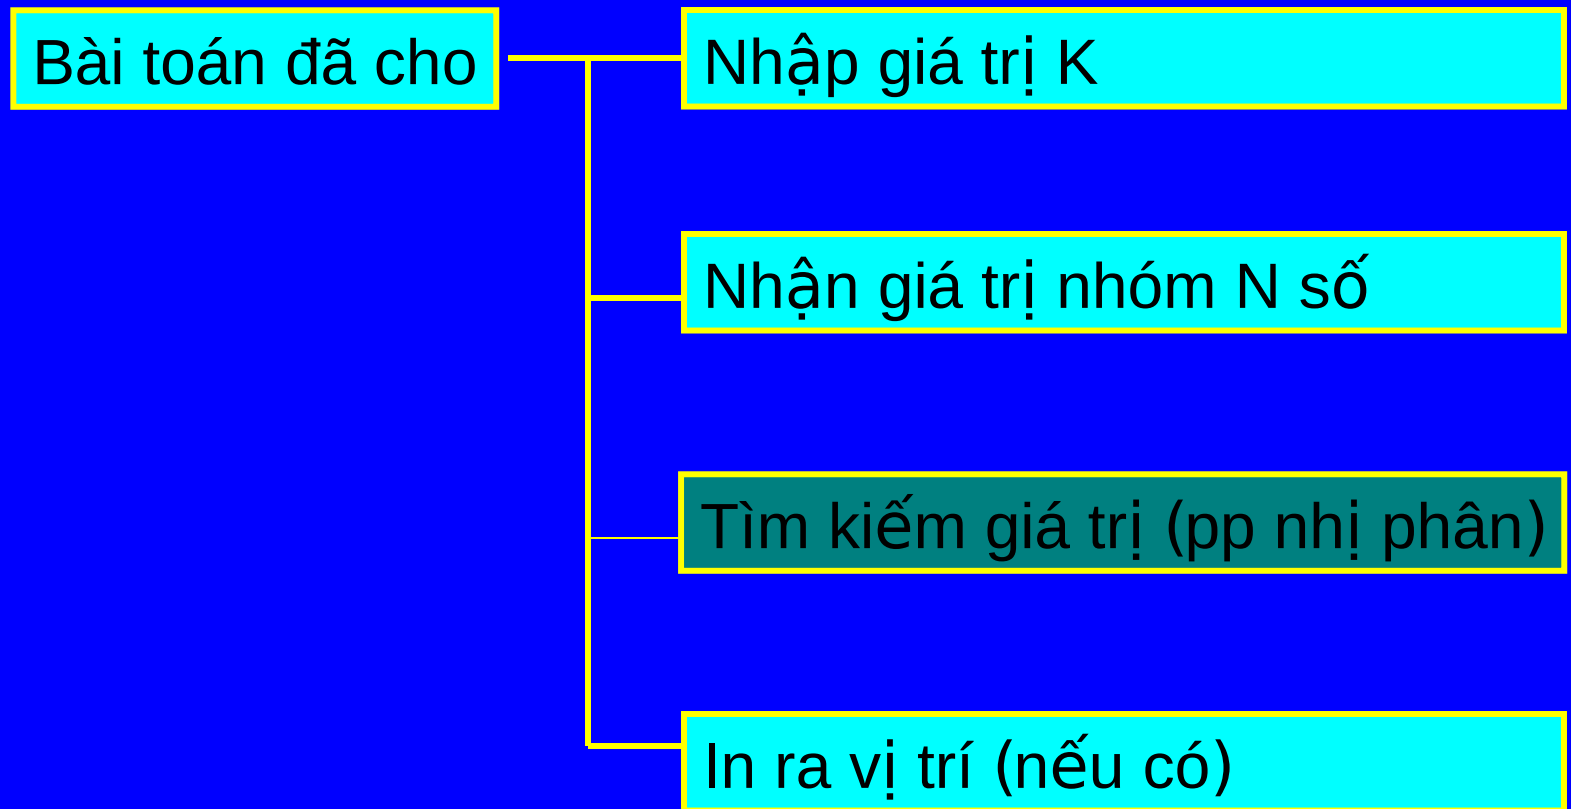 Bài toán đã cho
Nhập giá trị K
Nhận giá trị nhóm N số
Tìm kiếm giá trị (pp nhị phân)
In ra vị trí (nếu có)